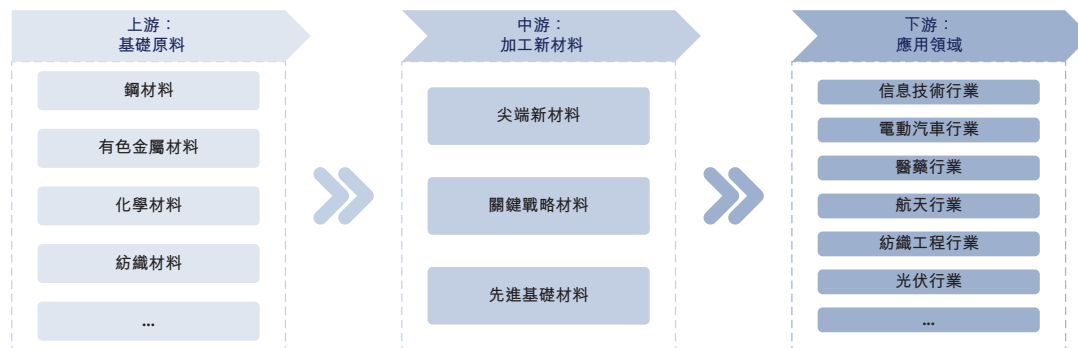 上游：
基礎原料
鋼材料
有色金屬材料
化學材料
紡織材料
...
中游：
加工新材料
尖端新材料
關鍵戰略材料
先進基礎材料
下游：
應用領域
信息技術行業
電動汽車行業
醫藥行業
航天行業
紡織工程行業
光伏行業
...